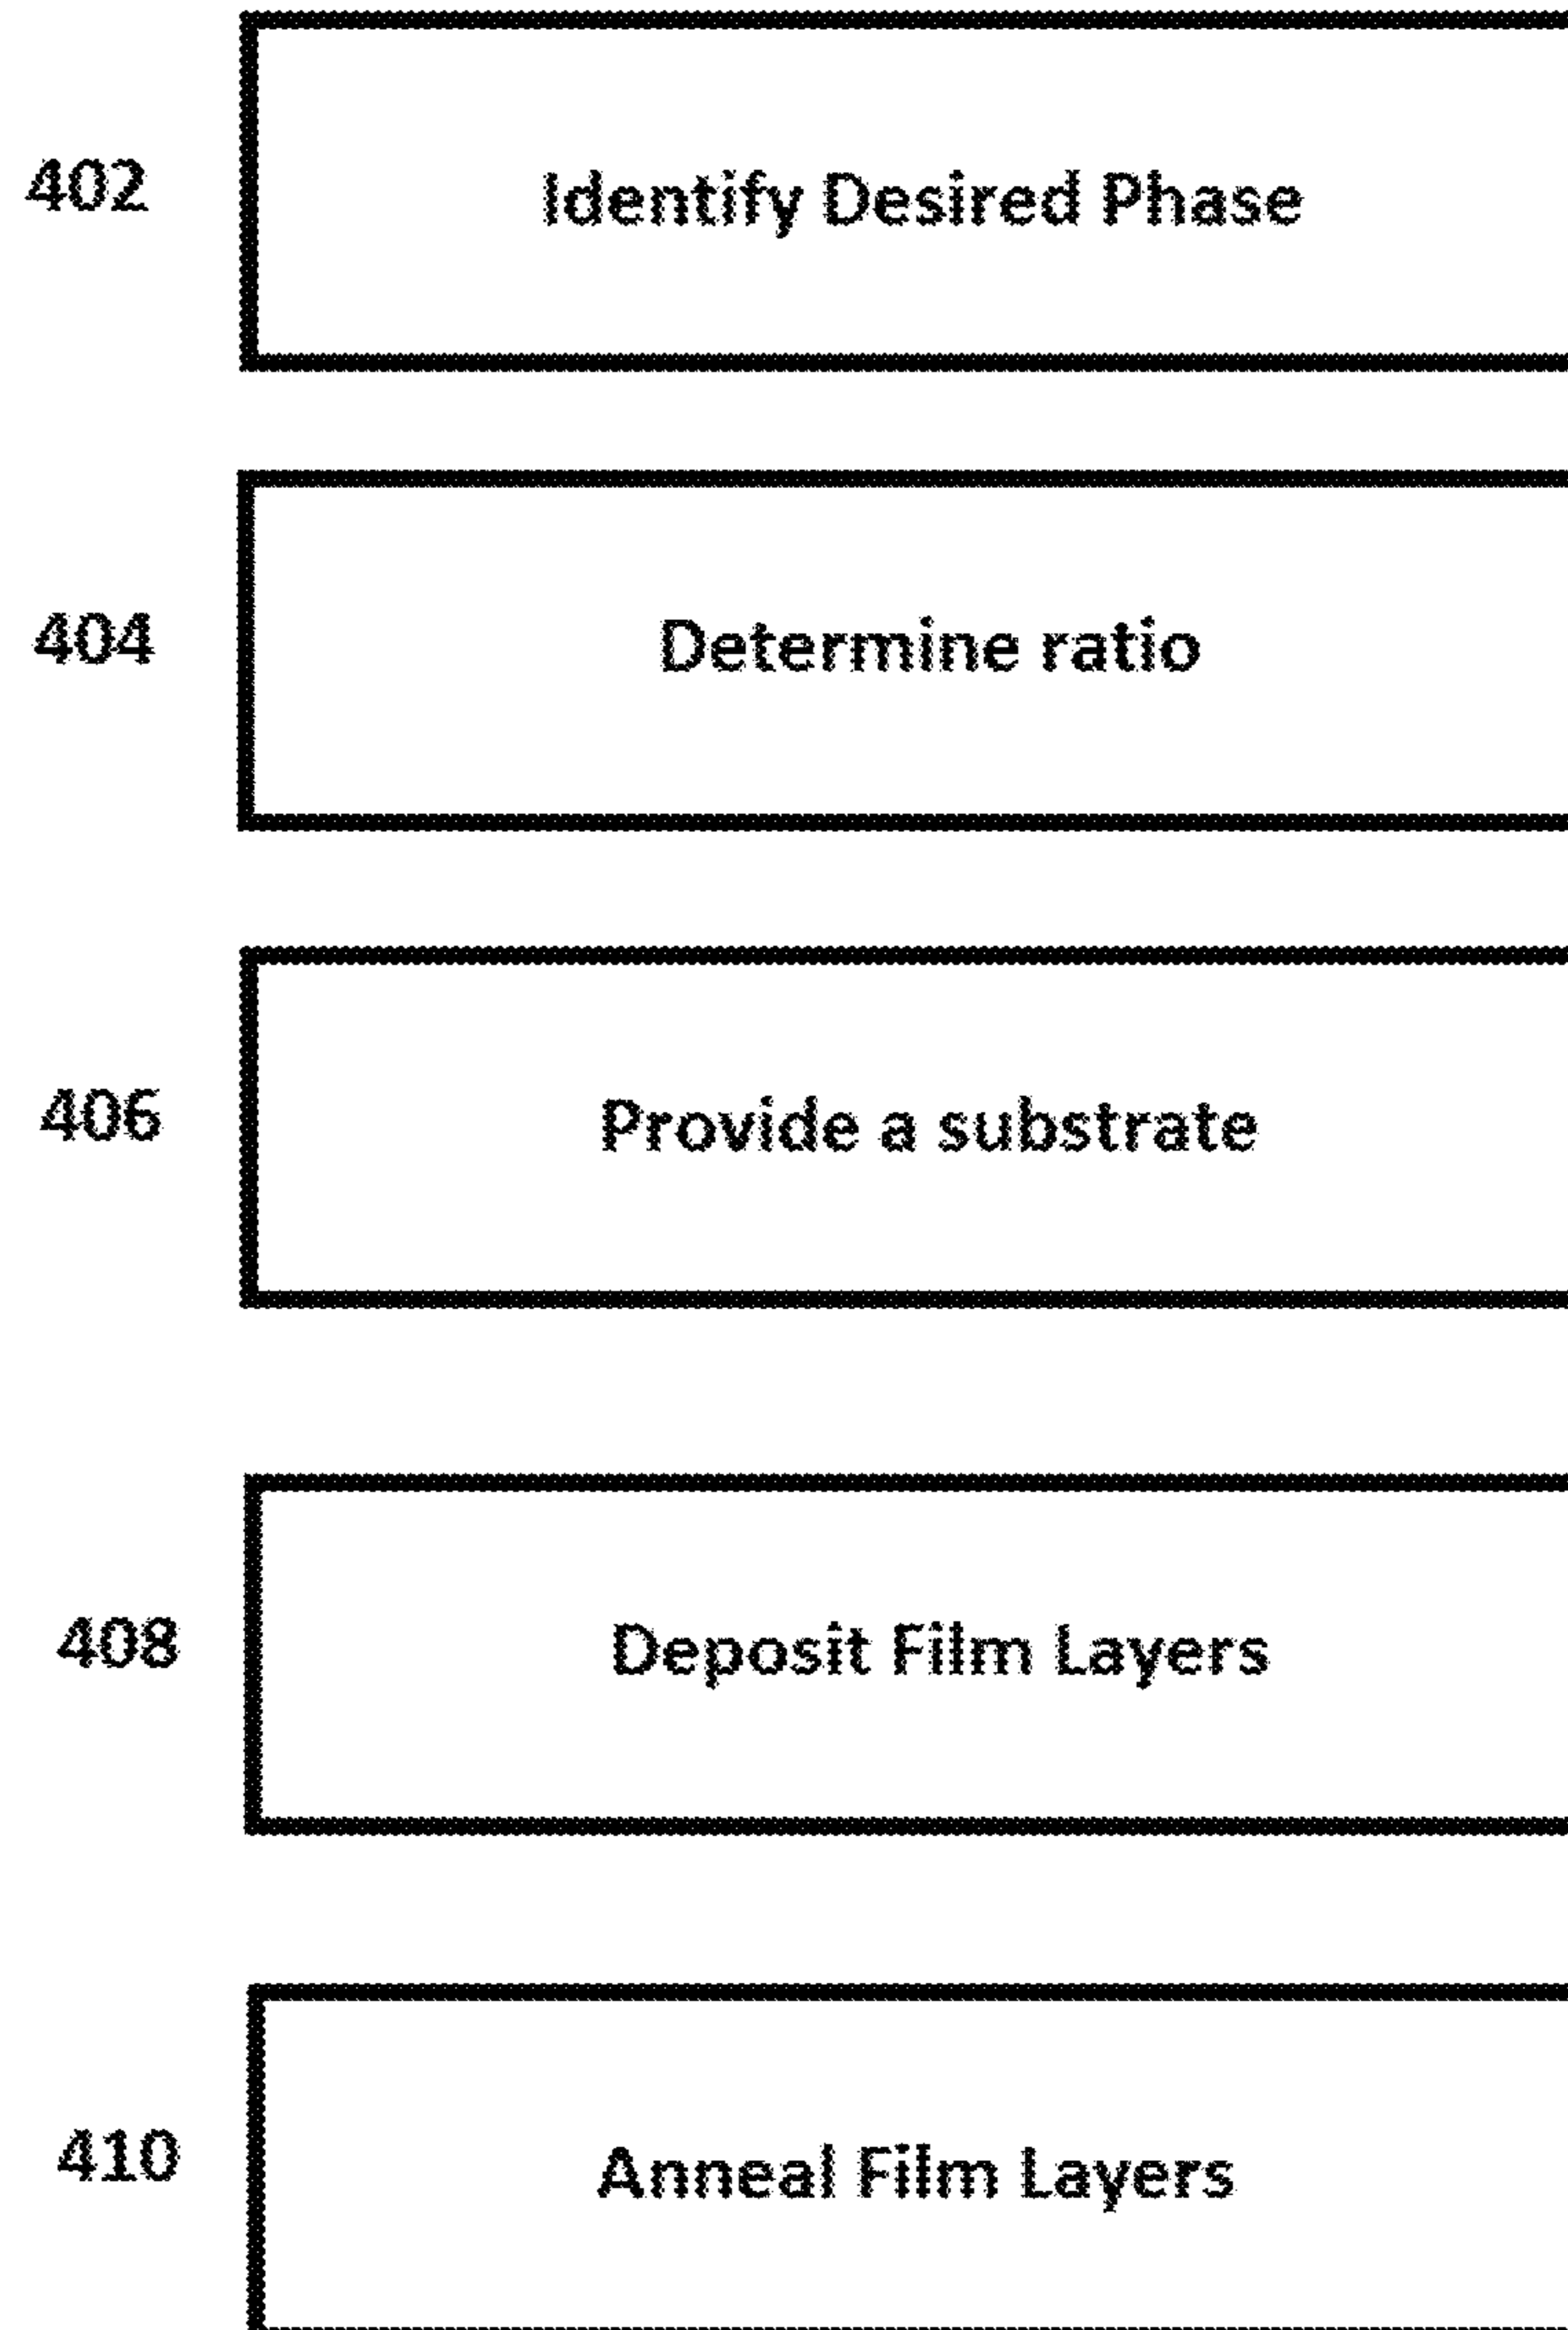 402
Identify Desired Phase
404
Determine ratio
406
Provide a substrate
408
Deposit Film Layers
410
Anneal Film Layers